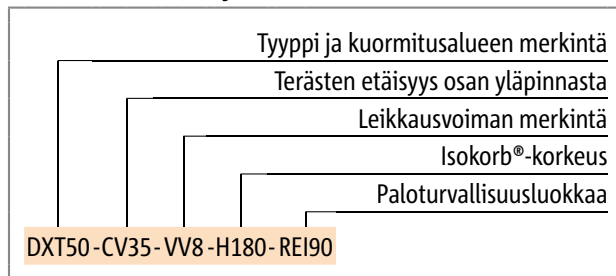 Tyyppi ja kuormitusalueen merkintä
Terästen etäisyys osan yläpinnasta
Leikkausvoiman merkintä
Isokorb®-korkeus
Paloturvallisuusluokkaa
DXT50-CV35-VV8-H180-REI90